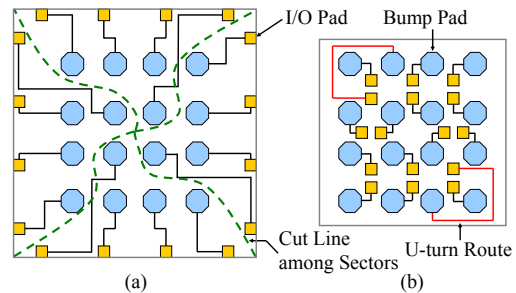 I/O Pad
Bump Pad
Cut Line
among Sectors
U-turn Route
(a)
(b)